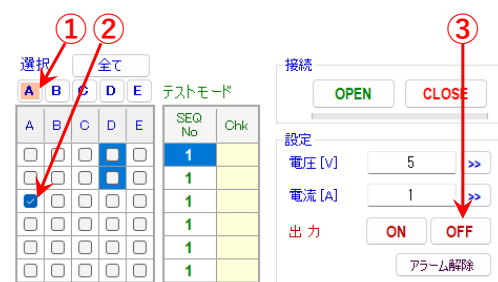 ① ② ③
選択 全て
A B C D E
テストモード
A B C D E
SEQ No Chk
1
1
1
1
1
1
接続
OPEN CLOSE
設定
電圧 [V] 5 >>
電流 [A] 1 >>
出力 ON OFF
アラーム解除